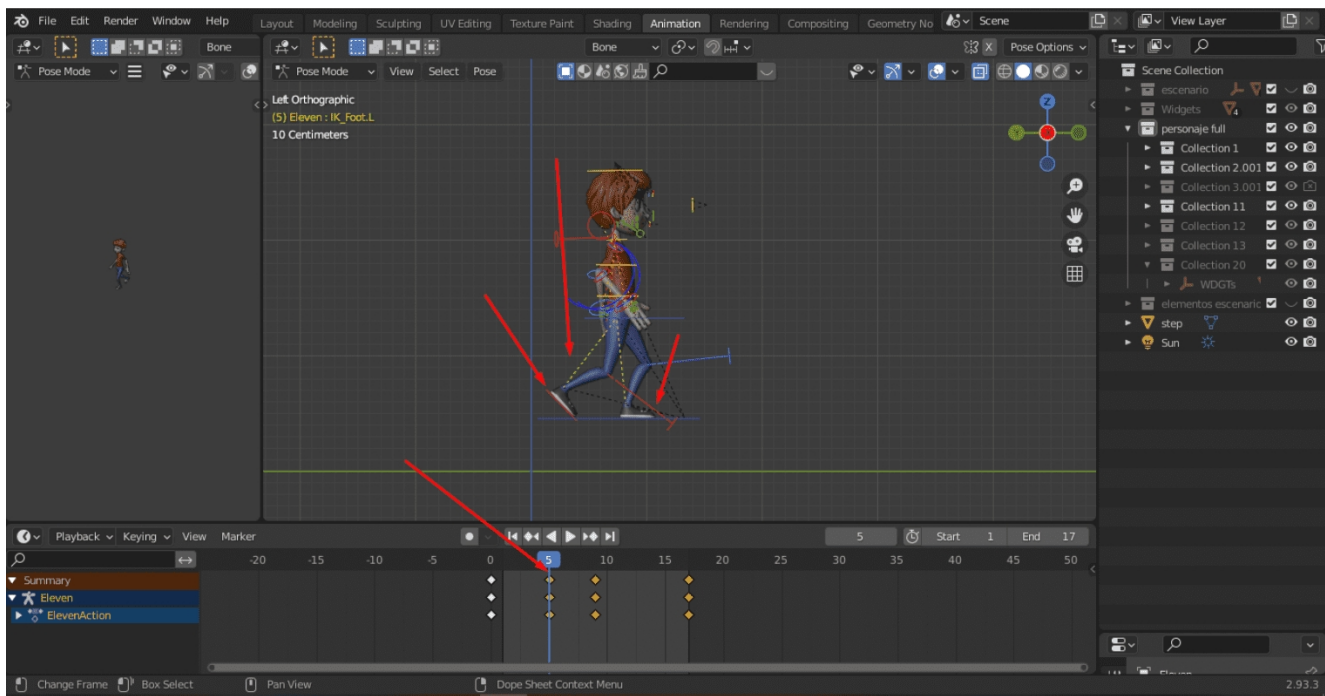 File Edit Render Window Help Layout Modeling Sculpting UV Editing Texture Paint Shading Animation Rendering Compositing Geometry No Scene View Layer
Bone Bone Pose Options
Pose Mode Pose Mode View Select Pose Scene Collection
Left Orthographic
(5) Eleven : IK_Foot.L
10 Centimeters
Z
Y
escenario
Widgets 4
personaje full
Collection 1
Collection 2.001
Collection 3.001
Collection 11
Collection 12
Collection 13
Collection 20
WDGTs
elementos escenaric
step
Sun
Playback Keying View Marker 5 Start 1 End 17
-20 -15 -10 -5 0 5 10 15 20 25 30 35 40 45 50
Summary
Eleven
ElevenAction
Change Frame Box Select Pan View Dope Sheet Context Menu 2.93.3